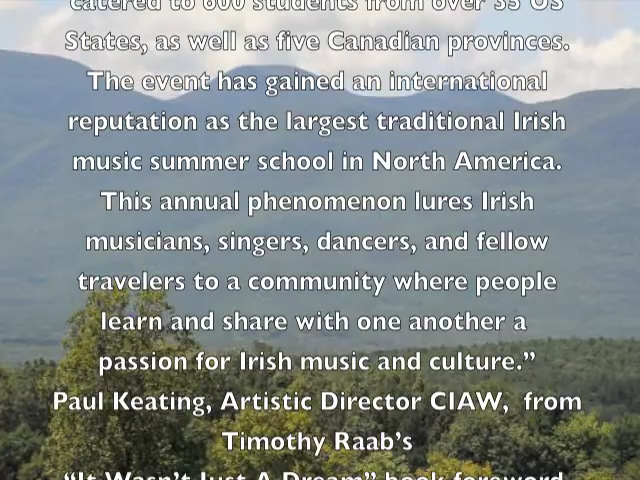 catered to 600 students from over 35 US
States, as well as five Canadian provinces.
The event has gained an international
reputation as the largest traditional Irish
music summer school in North America.
This annual phenomenon lures Irish
musicians, singers, dancers, and fellow
travelers to a community where people
learn and share with one another a
passion for Irish music and culture.”
Paul Keating, Artistic Director CIAW,  from
Timothy Raab’s
“It Wasn’t Just A Dream” book foreword